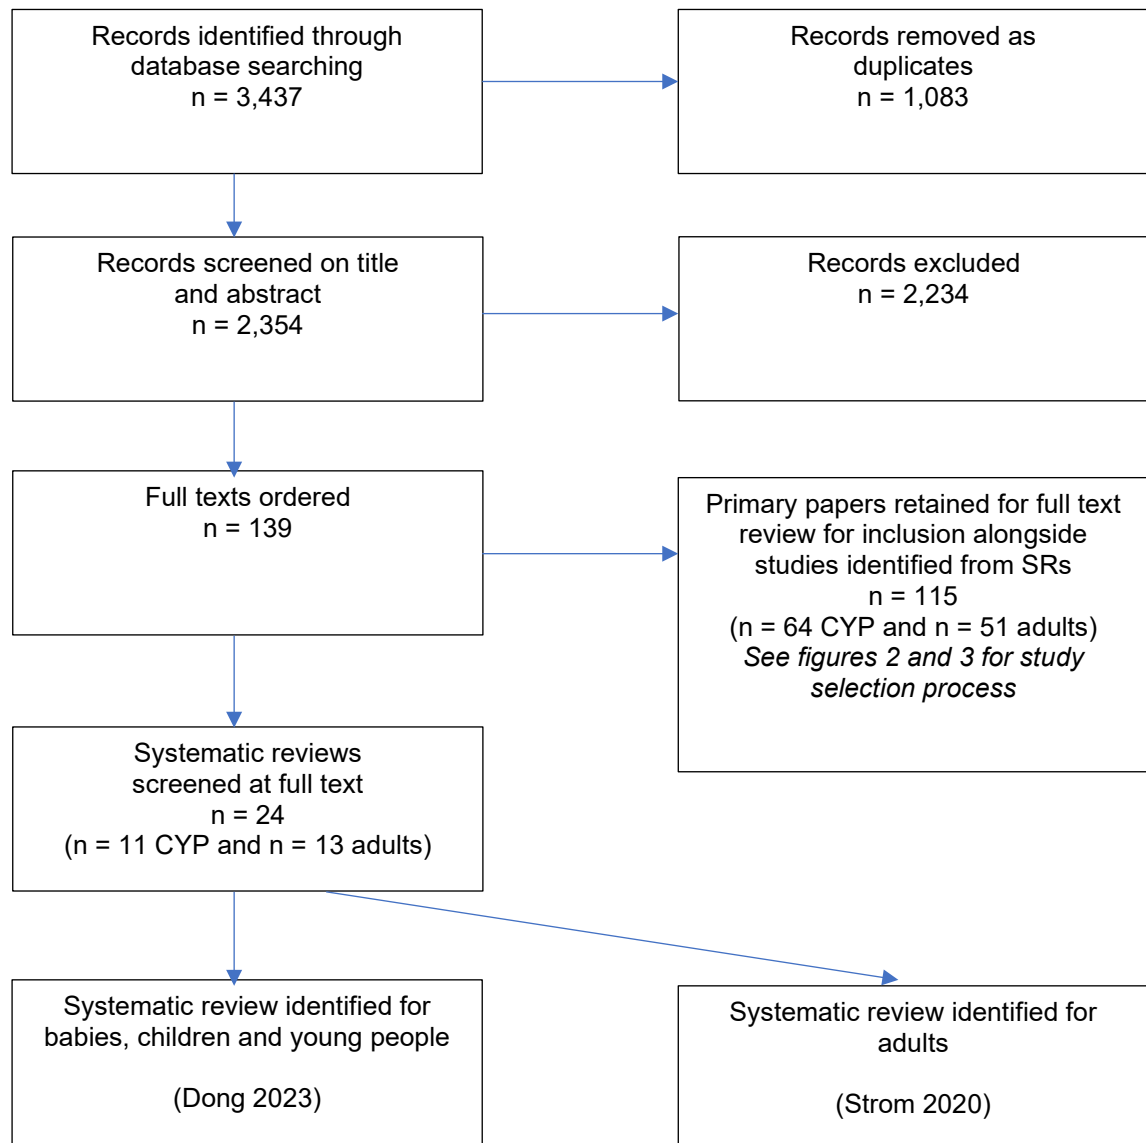 Records identified through
database searching
n = 3,437
Records removed as
duplicates
n = 1,083
Records screened on title
and abstract
n = 2,354
Records excluded
n = 2,234
Full texts ordered
n = 139
Primary papers retained for full text
review for inclusion alongside
studies identified from SRs
n = 115
(n = 64 CYP and n = 51 adults)
See figures 2 and 3 for study
selection process
Systematic reviews
screened at full text
n = 24
(n = 11 CYP and n = 13 adults)
Systematic review identified for
babies, children and young people
(Dong 2023)
Systematic review identified for
adults
(Strom 2020)